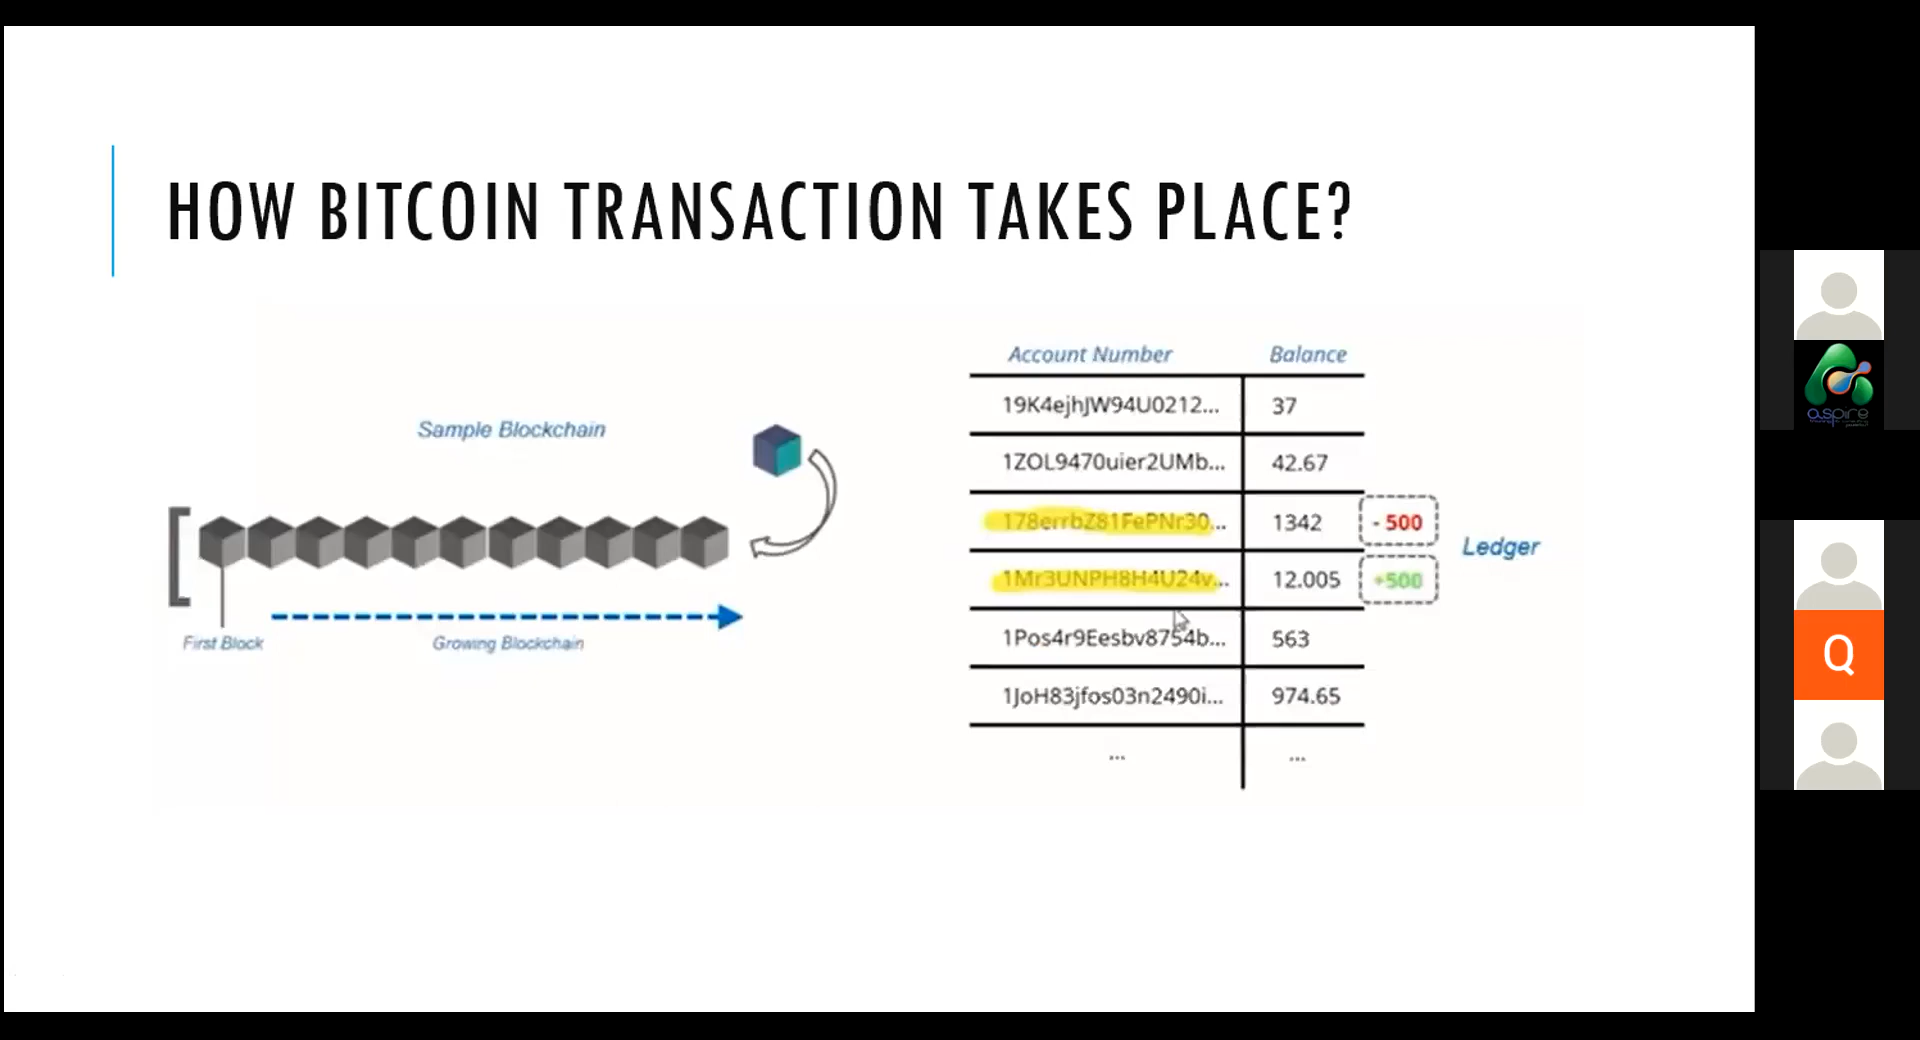 HOW BITCOIN TRANSACTION TAKES PLACE?
Sample Blockchain
First Block
Growing Blockchain
Account Number Balance
19K4ejhJW94U0212... 37
1ZOL9470uier2UMb... 42.67
178errbZ81FePNr30... 1342 - 500
1Mr3UNPH8H4U24v... 12.005 +500
1Pos4r9Eesbv8754b... 563
1JoH83jfos03n2490i... 974.65
... ...
Ledger
aspire
Q